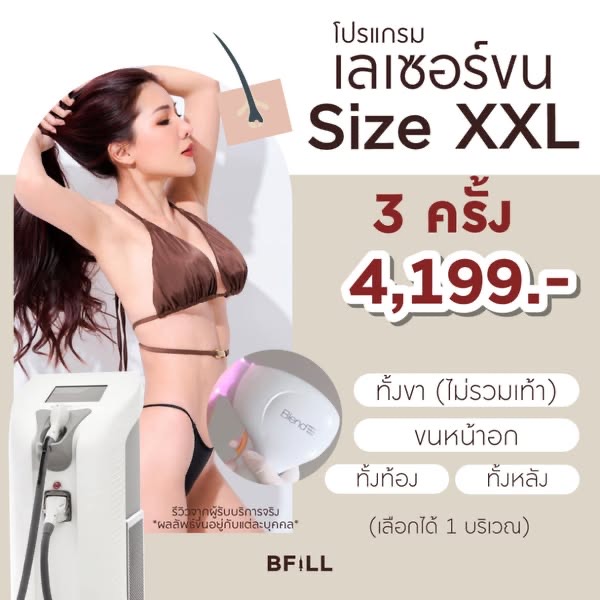 โปรแกรม
เลเซอร์ขน
Size XXL
3 ครั้ง
4,199.-
ทั้งขา (ไม่รวมเท้า)
ขนหน้าอก
ทั้งท้อง
ทั้งหลัง
(เลือกได้ 1 บริเวณ)
Blend
รีวิวจากผู้รับบริการจริง
*ผลลัพธ์ขึ้นอยู่กับแต่ละบุคคล*
BFILL